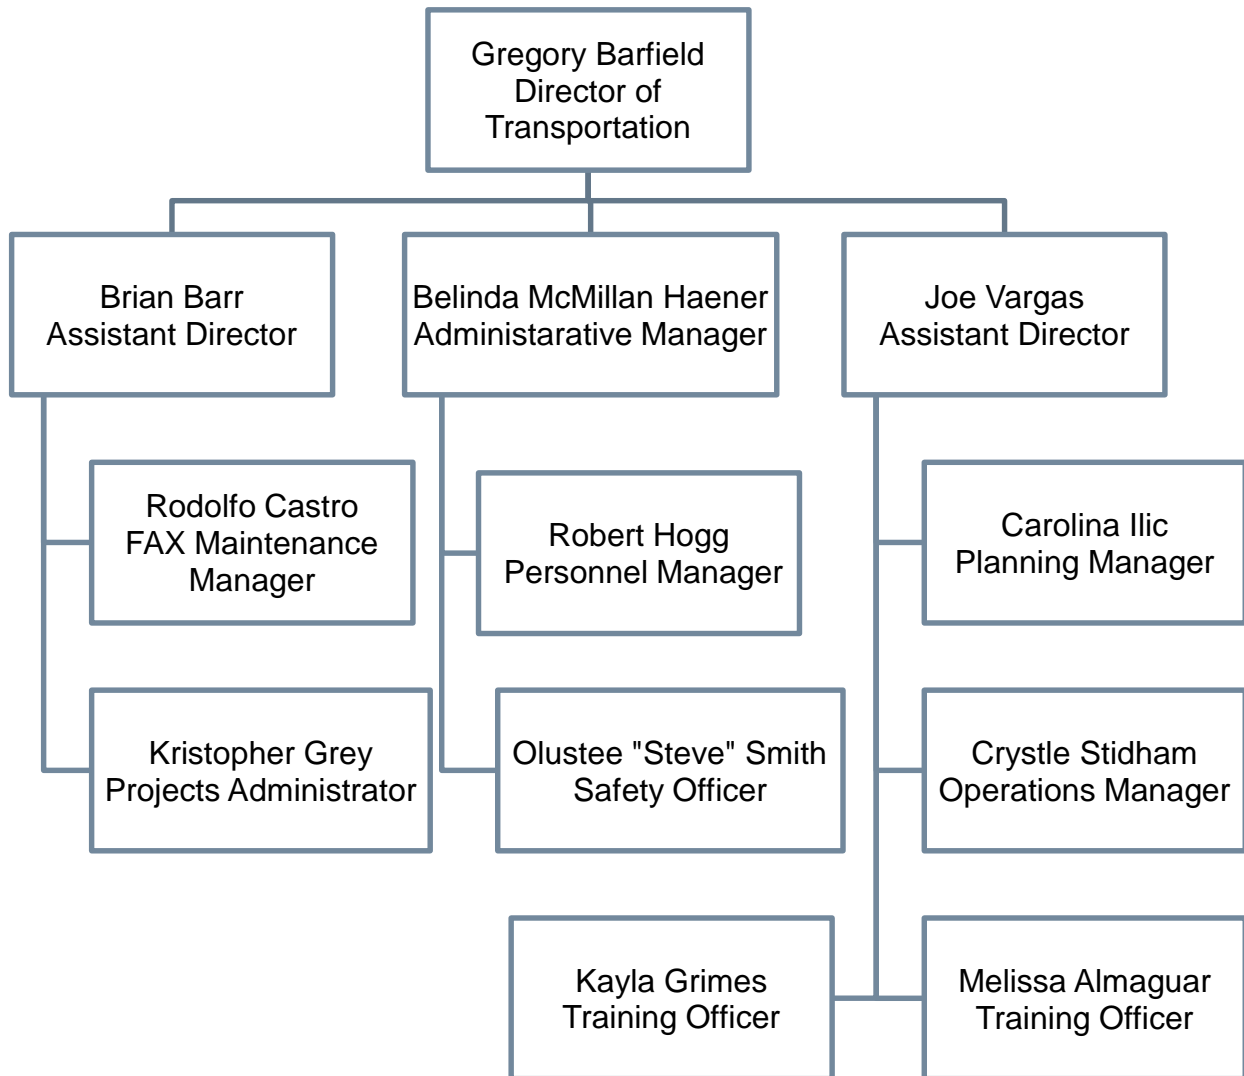 Gregory Barfield
Director of
Transportation
Brian Barr
Assistant Director
Belinda McMillan Haener
Administarative Manager
Joe Vargas
Assistant Director
Rodolfo Castro
FAX Maintenance
Manager
Robert Hogg
Personnel Manager
Carolina Ilic
Planning Manager
Kristopher Grey
Projects Administrator
Olustee "Steve" Smith
Safety Officer
Crystle Stidham
Operations Manager
Kayla Grimes
Training Officer
Melissa Almaguar
Training Officer